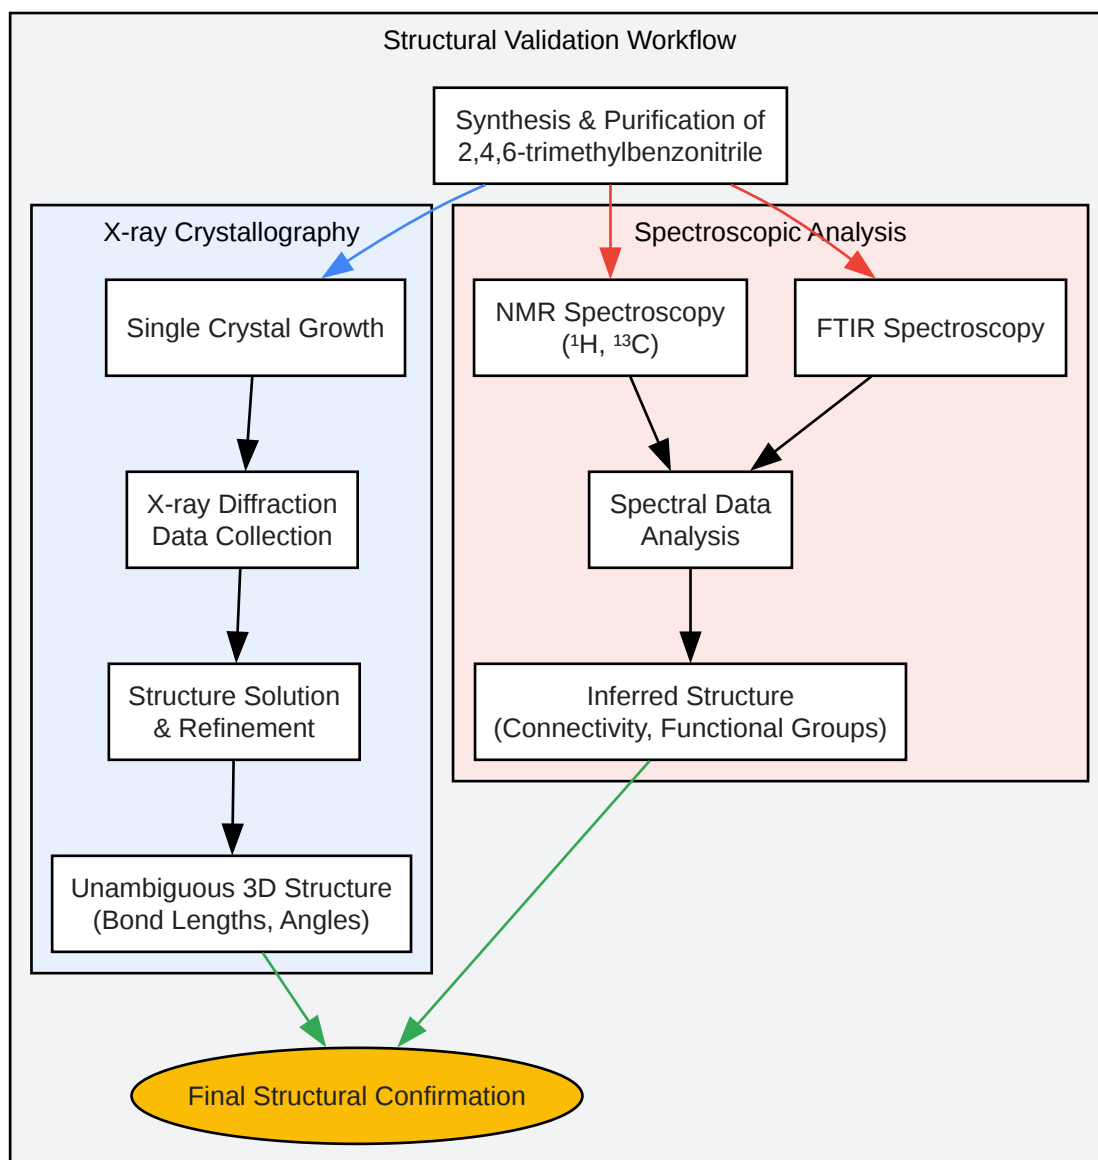 Structural Validation Workflow
Synthesis & Purification of
2,4,6-trimethylbenzonitrile
X-ray Crystallography
Single Crystal Growth
X-ray Diffraction
Data Collection
Structure Solution
& Refinement
Unambiguous 3D Structure
(Bond Lengths, Angles)
Spectroscopic Analysis
NMR Spectroscopy
(¹H, ¹³C)
FTIR Spectroscopy
Spectral Data
Analysis
Inferred Structure
(Connectivity, Functional Groups)
Final Structural Confirmation